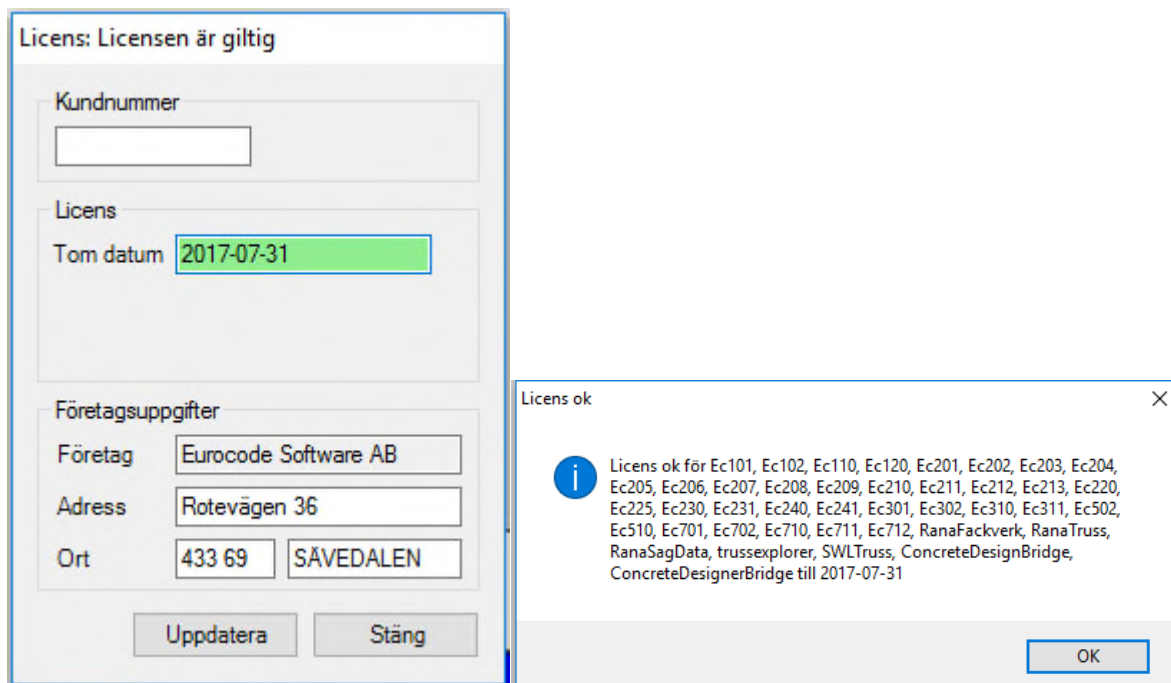 Licens: Licensen är giltig
Kundnummer
Licens
Tom datum 2017-07-31
Företagsuppgifter
Företag Eurocode Software AB
Adress Rotevägen 36
Ort 433 69 SÄVEDALEN
Uppdatera Stäng
Licens ok
Licens ok för Ec101, Ec102, Ec110, Ec120, Ec201, Ec202, Ec203, Ec204,
Ec205, Ec206, Ec207, Ec208, Ec209, Ec210, Ec211, Ec212, Ec213, Ec220,
Ec225, Ec230, Ec231, Ec240, Ec241, Ec301, Ec302, Ec310, Ec311, Ec502,
Ec510, Ec701, Ec702, Ec710, Ec711, Ec712, RanaFackverk, RanaTruss,
RanaSagData, trussexplorer, SWLTruss, ConcreteDesignBridge,
ConcreteDesignerBridge till 2017-07-31
OK